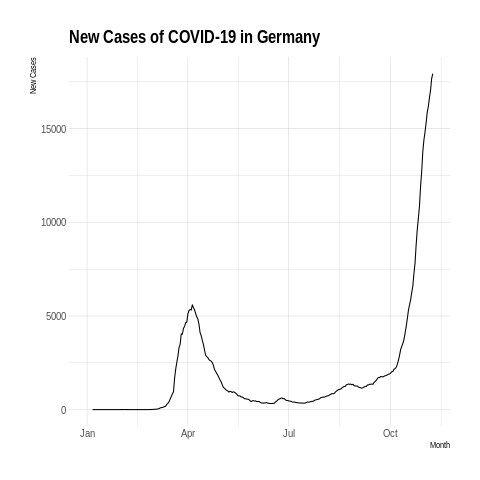 New Cases of COVID-19 in Germany
New Cases
15000
10000
5000
0
Jan Apr Jul Oct
Month